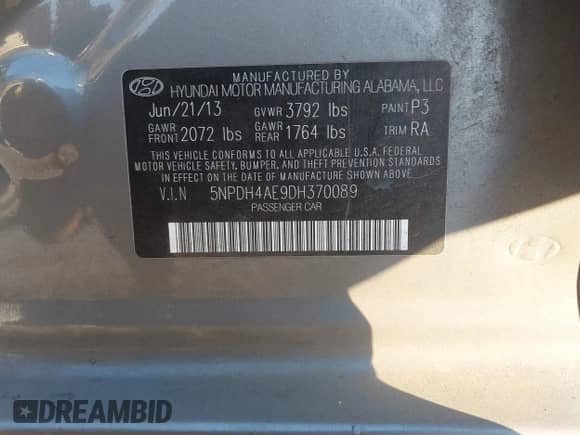 MANUFACTURED BY
HYUNDAI MOTOR MANUFACTURING ALABAMA, LLC
Jun/21/13 GVWR 3792 lbs PAINT P3
GAWR FRONT 2072 lbs GAWR REAR 1764 lbs TRIM RA
THIS VEHICLE CONFORMS TO ALL APPLICABLE U.S.A. FEDERAL
MOTOR VEHICLE SAFETY, BUMPER, AND THEFT PREVENTION STANDARDS
IN EFFECT ON THE DATE OF MANUFACTURE SHOWN ABOVE.
V.I.N 5NPDH4AE9DH370089
PASSENGER CAR
DREAMBID